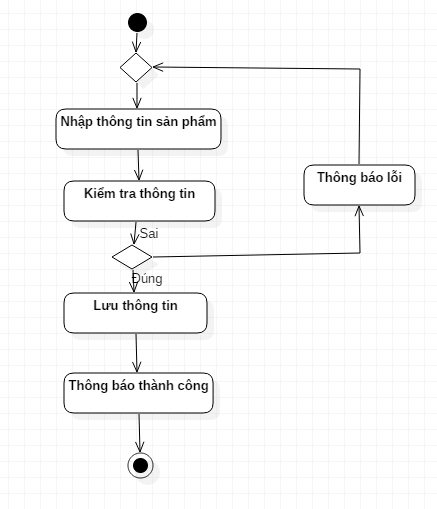 Nhập thông tin sản phẩm
Thông báo lỗi
Kiểm tra thông tin
Sai
Đúng
Lưu thông tin
Thông báo thành công